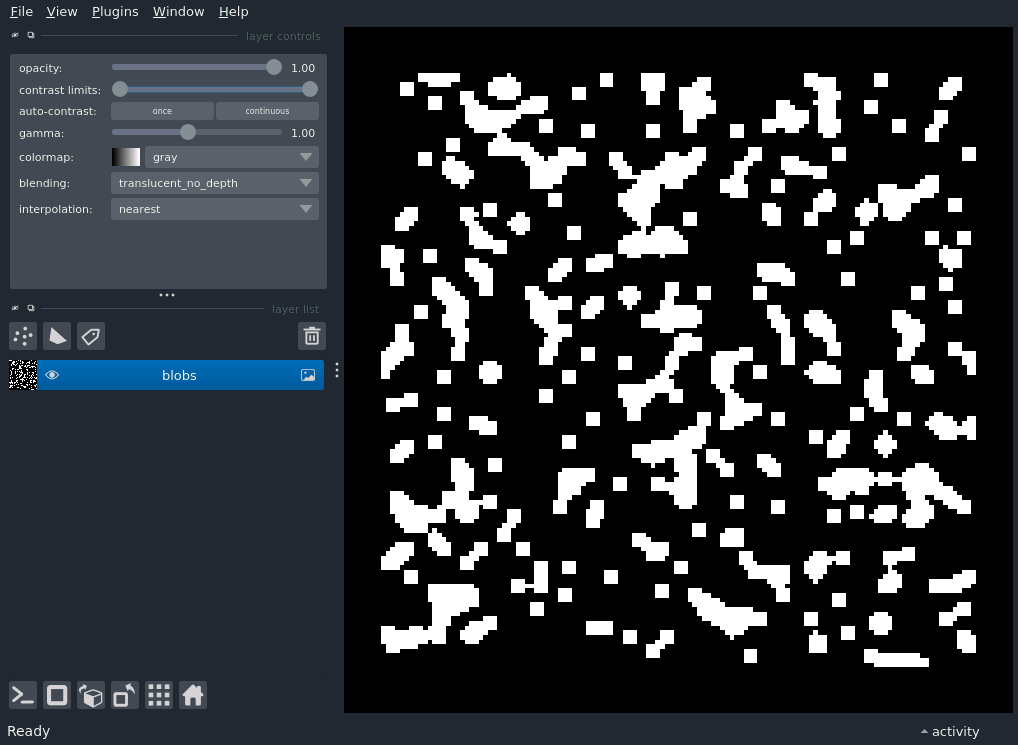 File View Plugins Window Help
layer controls
opacity: 1.00
contrast limits:
auto-contrast: once continuous
gamma: 1.00
colormap: gray
blending: translucent_no_depth
interpolation: nearest
layer list
blobs
Ready activity